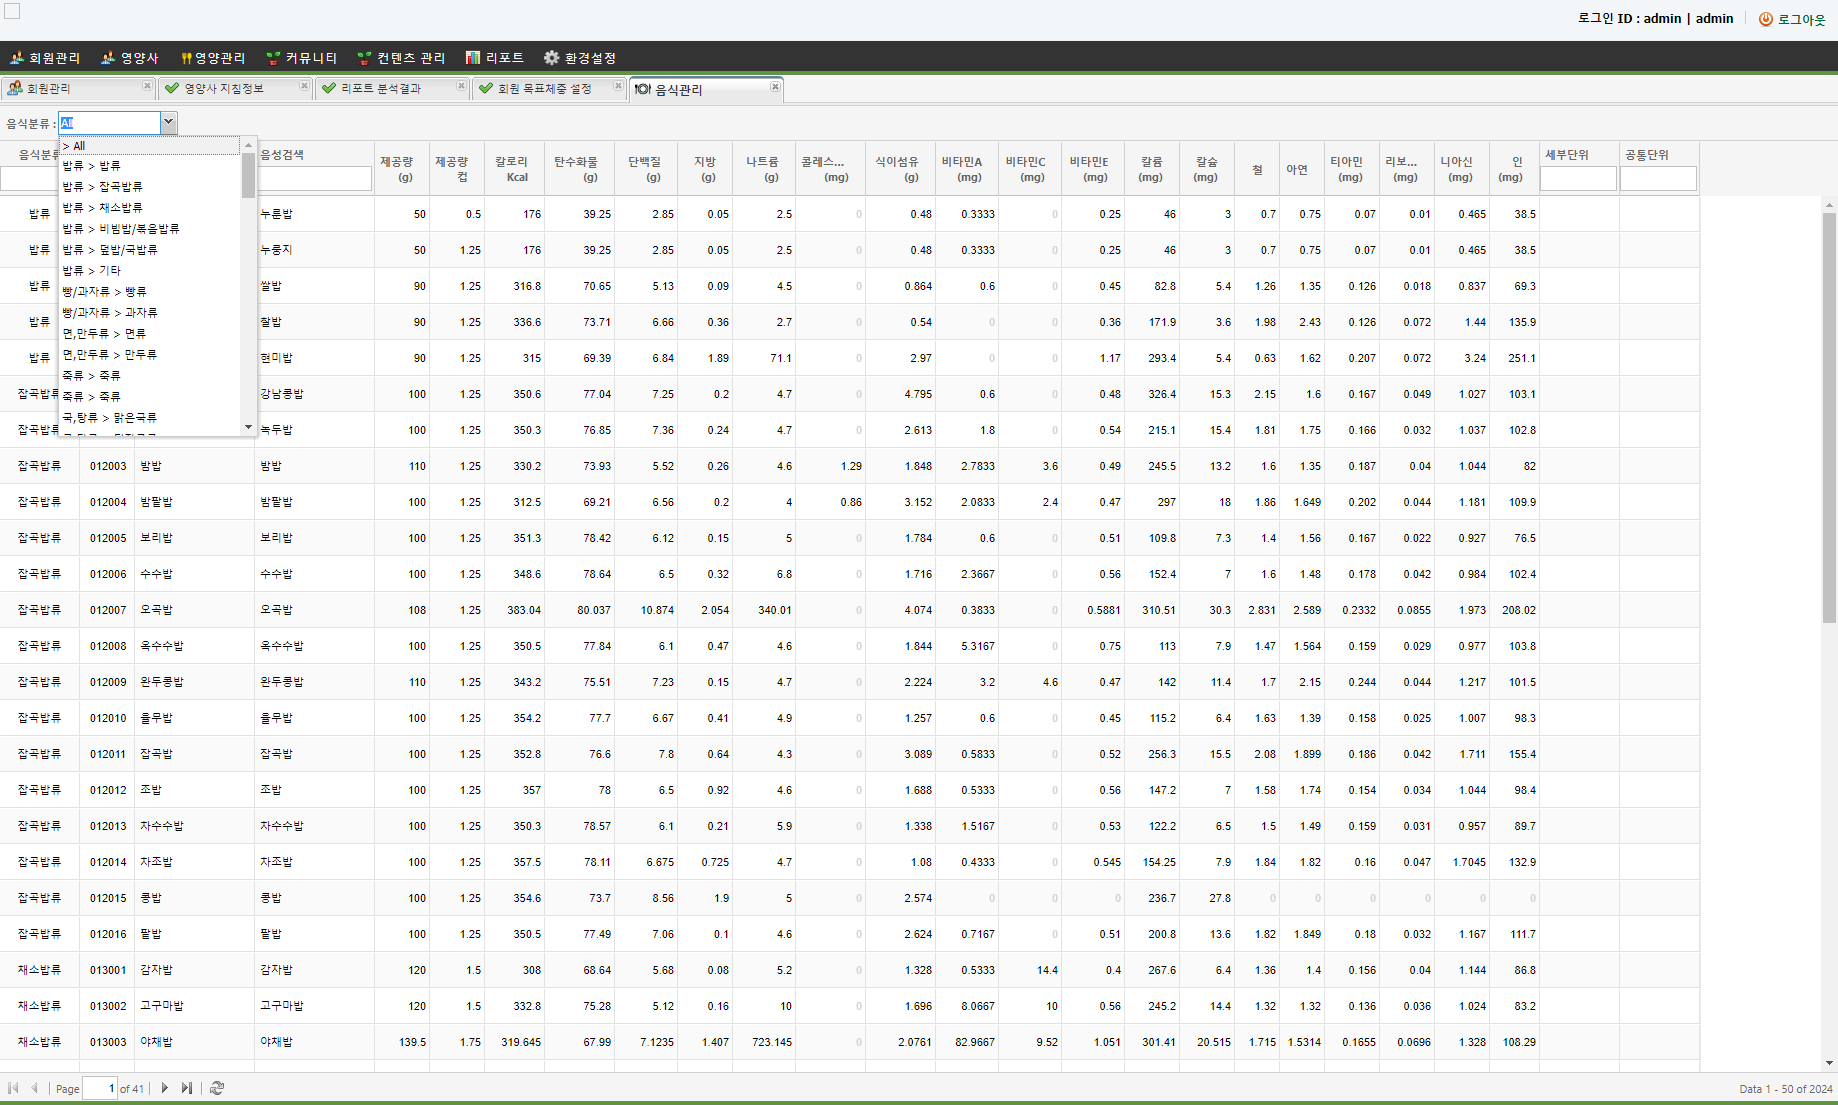 로그인 ID : admin | admin 로그아웃
회원관리 영양사 영양관리 커뮤니티 컨텐츠 관리 리포트 환경설정
회원관리 영양사 지침정보 리포트 분석결과 회원 목표체중 설정 음식관리
음식분류 : All
> All
밥류 > 밥류
밥류 > 잡곡밥류
밥류 > 채소밥류
밥류 > 비빔밥/볶음밥류
밥류 > 덮밥/국밥류
밥류 > 기타
빵/과자류 > 빵류
빵/과자류 > 과자류
면,만두류 > 면류
면,만두류 > 만두류
죽류 > 죽류
죽류 > 죽류
국,탕류 > 맑은국류
음식분류 음성검색 제공량 (g) 제공량 컵 칼로리 Kcal 탄수화물 (g) 단백질 (g) 지방 (g) 나트륨 (g) 콜레스... (mg) 식이섬유 (g) 비타민A (mg) 비타민C (mg) 비타민E (mg) 칼륨 (mg) 칼슘 (mg) 철 아연 티아민 (mg) 리보... (mg) 니아신 (mg) 인 (mg) 세부단위 공통단위
밥류 누룬밥 50 0.5 176 39.25 2.85 0.05 2.5 0 0.48 0.3333 0 0.25 46 3 0.7 0.75 0.07 0.01 0.465 38.5
밥류 누룽지 50 1.25 176 39.25 2.85 0.05 2.5 0 0.48 0.3333 0 0.25 46 3 0.7 0.75 0.07 0.01 0.465 38.5
밥류 쌀밥 90 1.25 316.8 70.65 5.13 0.09 4.5 0 0.864 0.6 0 0.45 82.8 5.4 1.26 1.35 0.126 0.018 0.837 69.3
밥류 찰밥 90 1.25 336.6 73.71 6.66 0.36 2.7 0 0.54 0 0 0.36 171.9 3.6 1.98 2.43 0.126 0.072 1.44 135.9
밥류 현미밥 90 1.25 315 69.39 6.84 1.89 71.1 0 2.97 0 0 1.17 293.4 5.4 0.63 1.62 0.207 0.072 3.24 251.1
잡곡밥류 강남콩밥 100 1.25 350.6 77.04 7.25 0.2 4.7 0 4.795 0.6 0 0.48 326.4 15.3 2.15 1.6 0.167 0.049 1.027 103.1
잡곡밥류 녹두밥 100 1.25 350.3 76.85 7.36 0.24 4.7 0 2.613 1.8 0 0.54 215.1 15.4 1.81 1.75 0.166 0.032 1.037 102.8
잡곡밥류 012003 밤밥 밤밥 110 1.25 330.2 73.93 5.52 0.26 4.6 1.29 1.848 2.7833 3.6 0.49 245.5 13.2 1.6 1.35 0.187 0.04 1.044 82
잡곡밥류 012004 밤팥밥 밤팥밥 100 1.25 312.5 69.21 6.56 0.2 4 0.86 3.152 2.0833 2.4 0.47 297 18 1.86 1.649 0.202 0.044 1.181 109.9
잡곡밥류 012005 보리밥 보리밥 100 1.25 351.3 78.42 6.12 0.15 5 0 1.784 0.6 0 0.51 109.8 7.3 1.4 1.56 0.167 0.022 0.927 76.5
잡곡밥류 012006 수수밥 수수밥 100 1.25 348.6 78.64 6.5 0.32 6.8 0 1.716 2.3667 0 0.56 152.4 7 1.6 1.48 0.178 0.042 0.984 102.4
잡곡밥류 012007 오곡밥 오곡밥 108 1.25 383.04 80.037 10.874 2.054 340.01 0 4.074 0.3833 0 0.5881 310.51 30.3 2.831 2.589 0.2332 0.0855 1.973 208.02
잡곡밥류 012008 옥수수밥 옥수수밥 100 1.25 350.5 77.84 6.1 0.47 4.6 0 1.844 5.3167 0 0.75 113 7.9 1.47 1.564 0.159 0.029 0.977 103.8
잡곡밥류 012009 완두콩밥 완두콩밥 110 1.25 343.2 75.51 7.23 0.15 4.7 0 2.224 3.2 4.6 0.47 142 11.4 1.7 2.15 0.244 0.044 1.217 101.5
잡곡밥류 012010 율무밥 율무밥 100 1.25 354.2 77.7 6.67 0.41 4.9 0 1.257 0.6 0 0.45 115.2 6.4 1.63 1.39 0.158 0.025 1.007 98.3
잡곡밥류 012011 잡곡밥 잡곡밥 100 1.25 352.8 76.6 7.8 0.64 4.3 0 3.089 0.5833 0 0.52 256.3 15.5 2.08 1.899 0.186 0.042 1.711 155.4
잡곡밥류 012012 조밥 조밥 100 1.25 357 78 6.5 0.92 4.6 0 1.688 0.5333 0 0.56 147.2 7 1.58 1.74 0.154 0.034 1.044 98.4
잡곡밥류 012013 차수수밥 차수수밥 100 1.25 350.3 78.57 6.1 0.21 5.9 0 1.338 1.5167 0 0.53 122.2 6.5 1.5 1.49 0.159 0.031 0.957 89.7
잡곡밥류 012014 차조밥 차조밥 100 1.25 357.5 78.11 6.675 0.725 4.7 0 1.08 0.4333 0 0.545 154.25 7.9 1.84 1.82 0.16 0.047 1.7045 132.9
잡곡밥류 012015 콩밥 콩밥 100 1.25 354.6 73.7 8.56 1.9 5 0 2.574 0 0 0 236.7 27.8 0 0 0 0 0 0
잡곡밥류 012016 팥밥 팥밥 100 1.25 350.5 77.49 7.06 0.1 4.6 0 2.624 0.7167 0 0.51 200.8 13.6 1.82 1.849 0.18 0.032 1.167 111.7
채소밥류 013001 감자밥 감자밥 120 1.5 308 68.64 5.68 0.08 5.2 0 1.328 0.5333 14.4 0.4 267.6 6.4 1.36 1.4 0.156 0.04 1.144 86.8
채소밥류 013002 고구마밥 고구마밥 120 1.5 332.8 75.28 5.12 0.16 10 0 1.696 8.0667 10 0.56 245.2 14.4 1.32 1.32 0.136 0.036 1.024 83.2
채소밥류 013003 야채밥 야채밥 139.5 1.75 319.645 67.99 7.1235 1.407 723.145 0 2.0761 82.9667 9.52 1.051 301.41 20.515 1.715 1.5314 0.1655 0.0696 1.328 108.29
Page 1 of 41 Data 1 - 50 of 2024